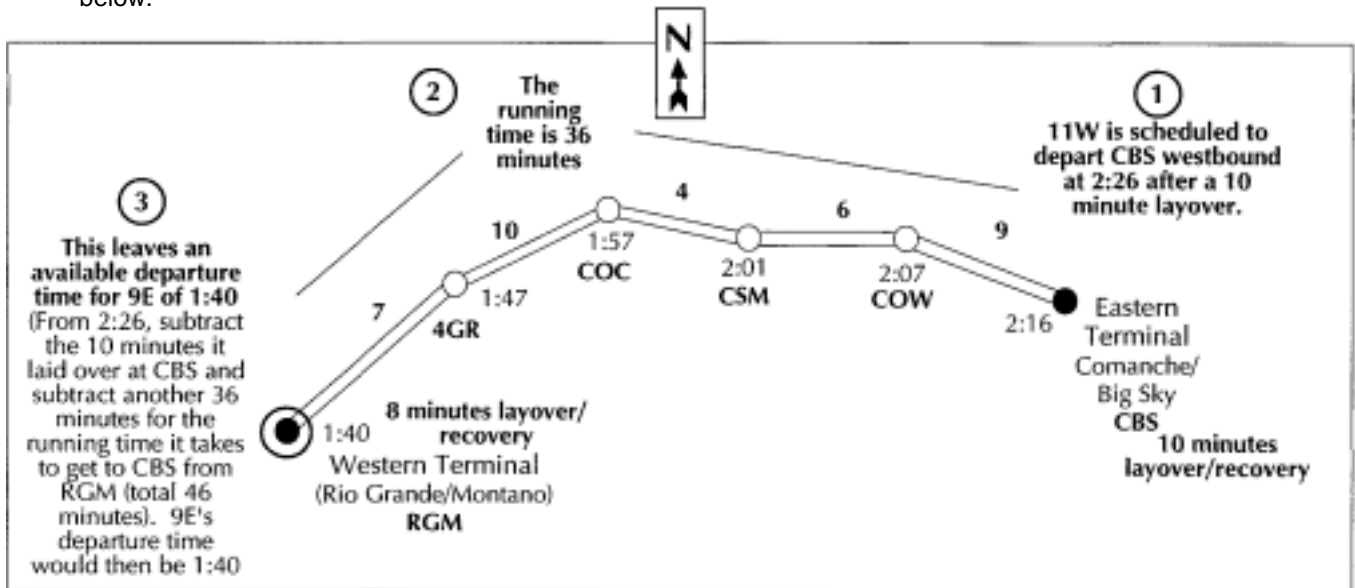 below.
N
2
The
running
time is 36
minutes
1
11W is scheduled to
depart CBS westbound
at 2:26 after a 10
minute layover.
3
This leaves an
available departure
time for 9E of 1:40
(From 2:26, subtract
the 10 minutes it
laid over at CBS and
subtract another 36
minutes for the
running time it takes
to get to CBS from
RGM (total 46
minutes). 9E's
departure time
would then be 1:40
7
10
4
6
9
1:40
1:47
4GR
1:57
COC
2:01
CSM
2:07
COW
2:16
8 minutes layover/
recovery
Western Terminal
(Rio Grande/Montano)
RGM
Eastern
Terminal
Comanche/
Big Sky
CBS
10 minutes
layover/recovery